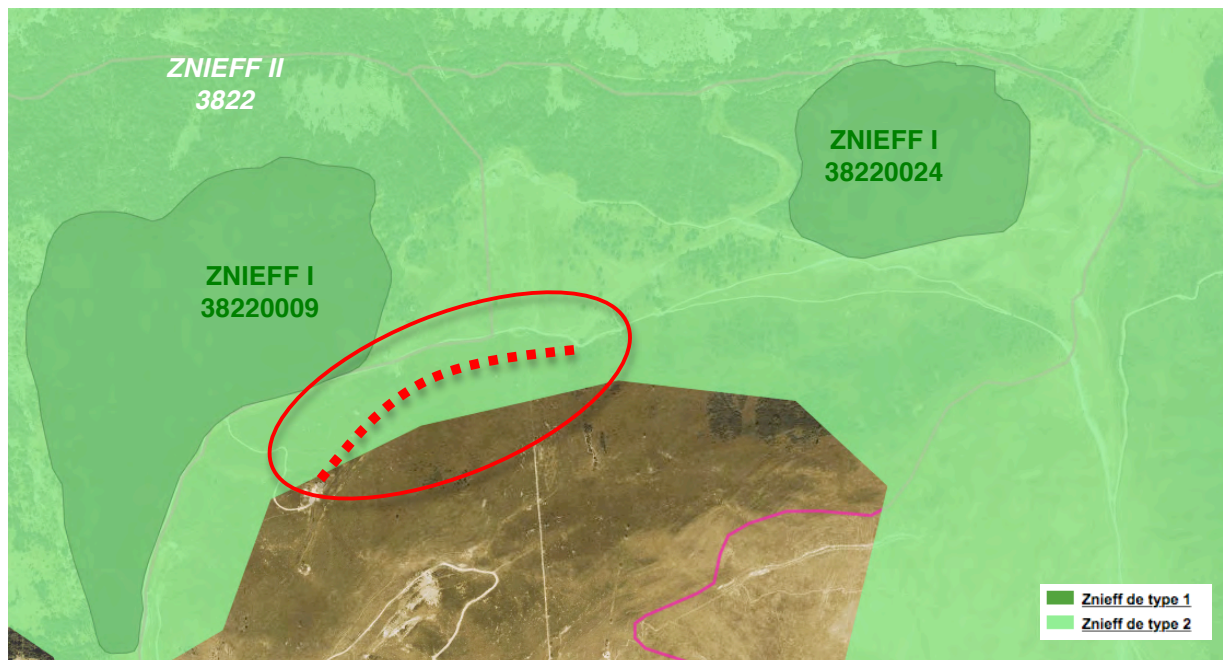 ZNIEFF II
3822
ZNIEFF I
38220024
ZNIEFF I
38220009
Znieff de type 1
Znieff de type 2